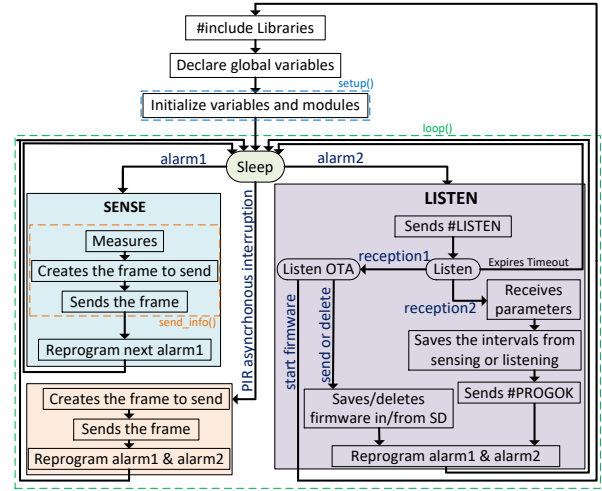 #include Libraries
Declare global variables
setup()
Initialize variables and modules
loop()
Sleep
alarm1
alarm2
SENSE
Measures
Creates the frame to send
Sends the frame
send_info()
Reprogram next alarm1
PIR asyncrhonous interruption
Creates the frame to send
Sends the frame
Reprogram alarm1 & alarm2
LISTEN
Sends #LISTEN
reception1
Listen OTA
Listen
Expires Timeout
reception2
Receives
parameters
start firmware
send or delete
Saves the intervals from
sensing or listening
Saves/deletes
firmware in/from SD
Sends #PROGOK
Reprogram alarm1 & alarm2